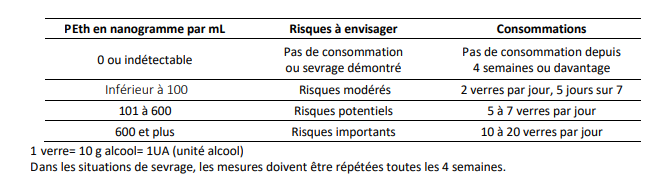 PEth en nanogramme par mL Risques à envisager Consommations
0 ou indétectable Pas de consommation ou sevrage démontré Pas de consommation depuis 4 semaines ou davantage
Inférieur à 100 Risques modérés 2 verres par jour, 5 jours sur 7
101 à 600 Risques potentiels 5 à 7 verres par jour
600 et plus Risques importants 10 à 20 verres par jour
1 verre= 10 g alcool= 1UA (unité alcool)
Dans les situations de sevrage, les mesures doivent être répétées toutes les 4 semaines.